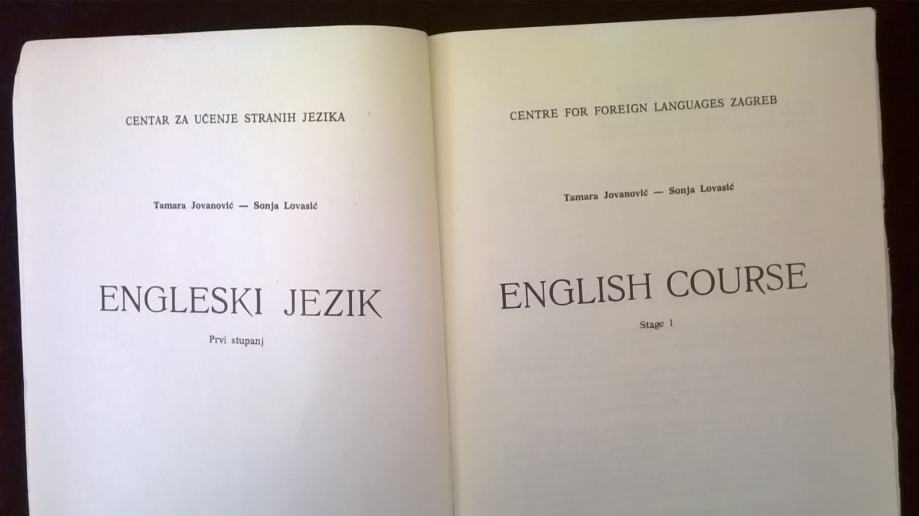 CENTAR ZA UČENJE STRANIH JEZIKA
Tamara Jovanović — Sonja Lovasić
ENGLESKI JEZIK
Prvi stupanj
CENTRE FOR FOREIGN LANGUAGES ZAGREB
Tamara Jovanović — Sonja Lovasić
ENGLISH COURSE
Stage 1